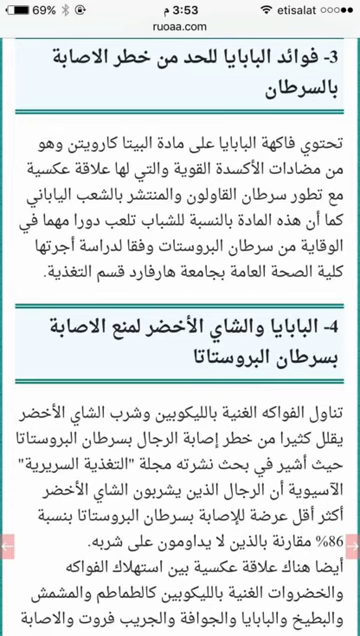 69% 3:53 م etisalat
ruoaa.com
3- فوائد البابايا للحد من خطر الاصابة
بالسرطان
تحتوي فاكهة البابايا على مادة البيتا كارويتن وهو
من مضادات الأكسدة القوية والتي لها علاقة عكسية
مع تطور سرطان القاولون والمنتشر بالشعب الياباني
كما أن هذه المادة بالنسبة للشباب تلعب دورا مهما في
الوقاية من سرطان البروستات وفقا لدراسة أجرتها
كلية الصحة العامة بجامعة هارفارد قسم التغذية.
4- البابايا والشاي الأخضر لمنع الاصابة
بسرطان البروستاتا
تناول الفواكه الغنية بالليكوبين وشرب الشاي الأخضر
يقلل كثيرا من خطر إصابة الرجال بسرطان البروستاتا
حيث أشير في بحث نشرته مجلة "التغذية السريرية"
الآسيوية أن الرجال الذين يشربون الشاي الأخضر
أكثر أقل عرضة للإصابة بسرطان البروستاتا بنسبة
86% مقارنة بالذين لا يداومون على شربه.
أيضا هناك علاقة عكسية بين استهلاك الفواكه
والخضروات الغنية بالليكوبين كالطماطم والمشمش
والبطيخ والبابايا والجوافة والجريب فروت والاصابة